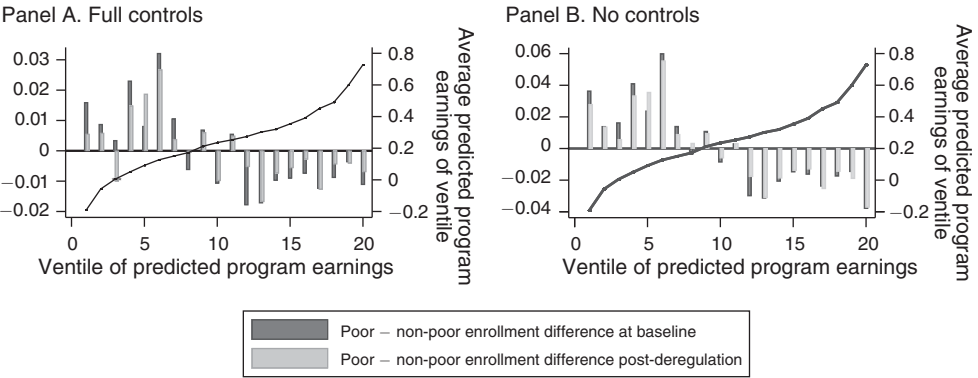 Panel A. Full controls
0.03
0.02
0.01
0
−0.01
−0.02
0.8
0.6
0.4
0.2
0
−0.2
Average predicted program
earnings of ventile
0 5 10 15 20
Ventile of predicted program earnings
Panel B. No controls
0.06
0.04
0.02
0
−0.02
−0.04
0.8
0.6
0.4
0.2
0
−0.2
Average predicted program
earnings of ventile
0 5 10 15 20
Ventile of predicted program earnings
Poor − non-poor enrollment difference at baseline
Poor − non-poor enrollment difference post-deregulation